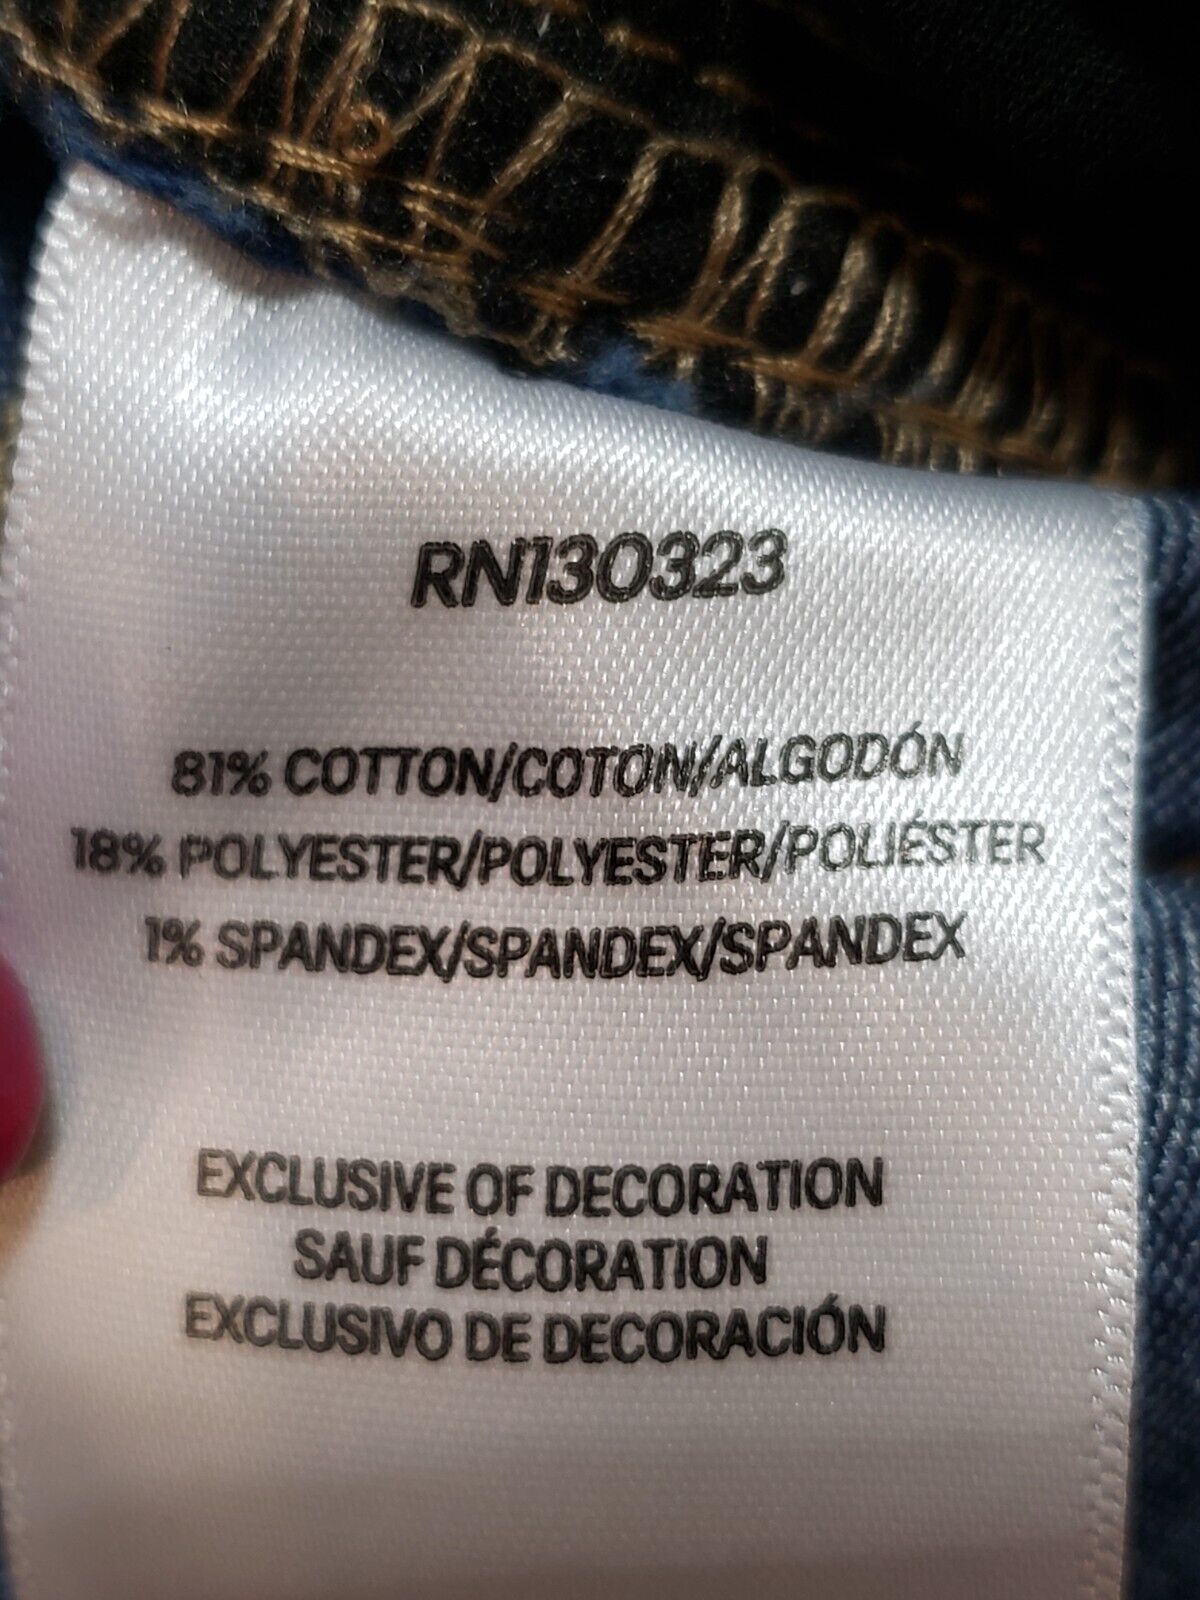 RN130323
81% COTTON/COTON/ALGODÓN
18% POLYESTER/POLYESTER/POLIÉSTER
1% SPANDEX/SPANDEX/SPANDEX
EXCLUSIVE OF DECORATION
SAUF DÉCORATION
EXCLUSIVO DE DECORACIÓN